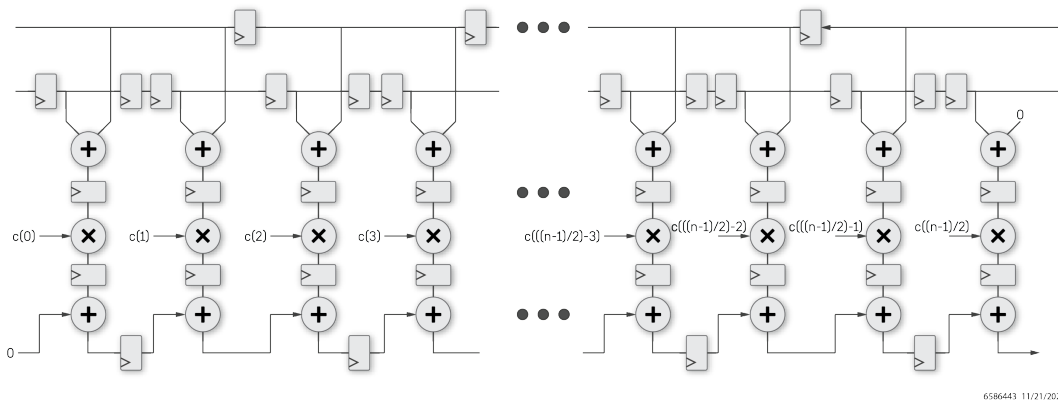 0
c(0)
c(1)
c(2)
c(3)
c(((n-1)/2)-3)
c(((n-1)/2)-2)
c(((n-1)/2)-1)
c((n-1)/2)
0